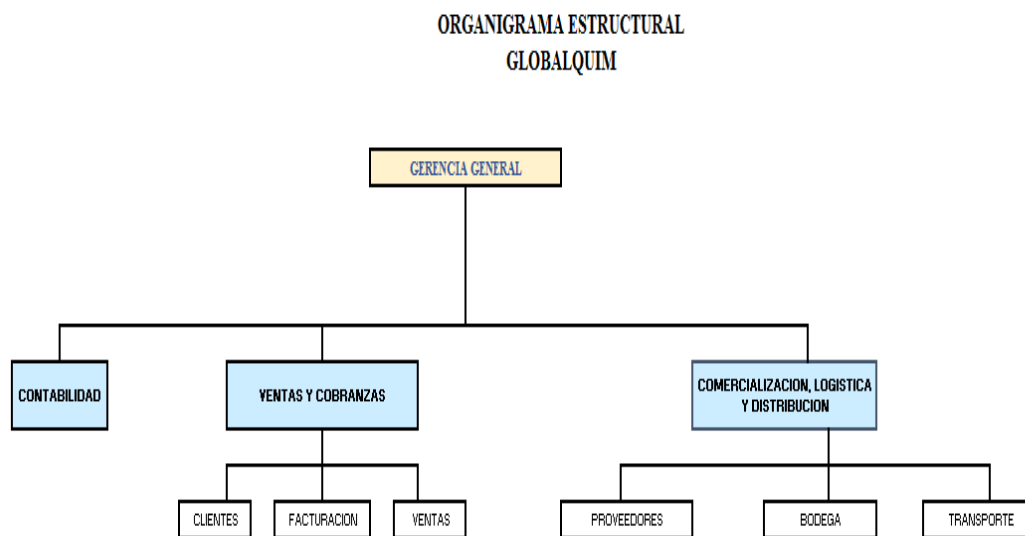 ORGANIGRAMA ESTRUCTURAL
GLOBALQUIM
GERENCIA GENERAL
CONTABILIDAD
VENTAS Y COBRANZAS
COMERCIALIZACION, LOGISTICA
Y DISTRIBUCION
CLIENTES
FACTURACION
VENTAS
PROVEEDORES
BODEGA
TRANSPORTE